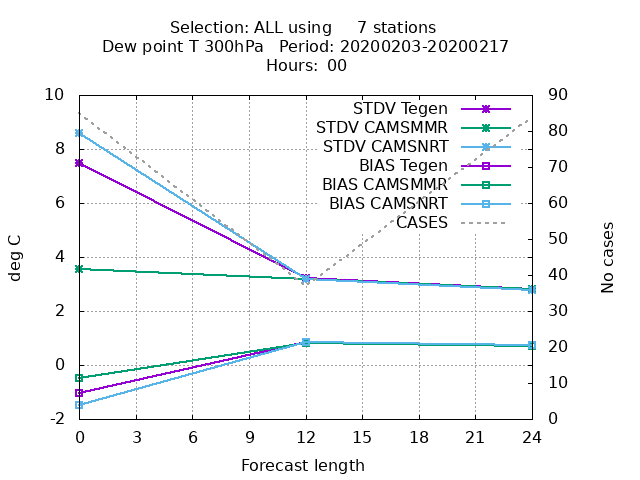 Selection: ALL using     7 stations
Dew point T 300hPa   Period: 20200203-20200217
Hours: 00
STDV Tegen
STDV CAMSMMR
STDV CAMSNRT
BIAS Tegen
BIAS CAMSMMR
BIAS CAMSNRT
CASES
10
8
6
4
2
0
-2
deg C
90
80
70
60
50
40
30
20
10
0
No cases
0 3 6 9 12 15 18 21 24
Forecast length